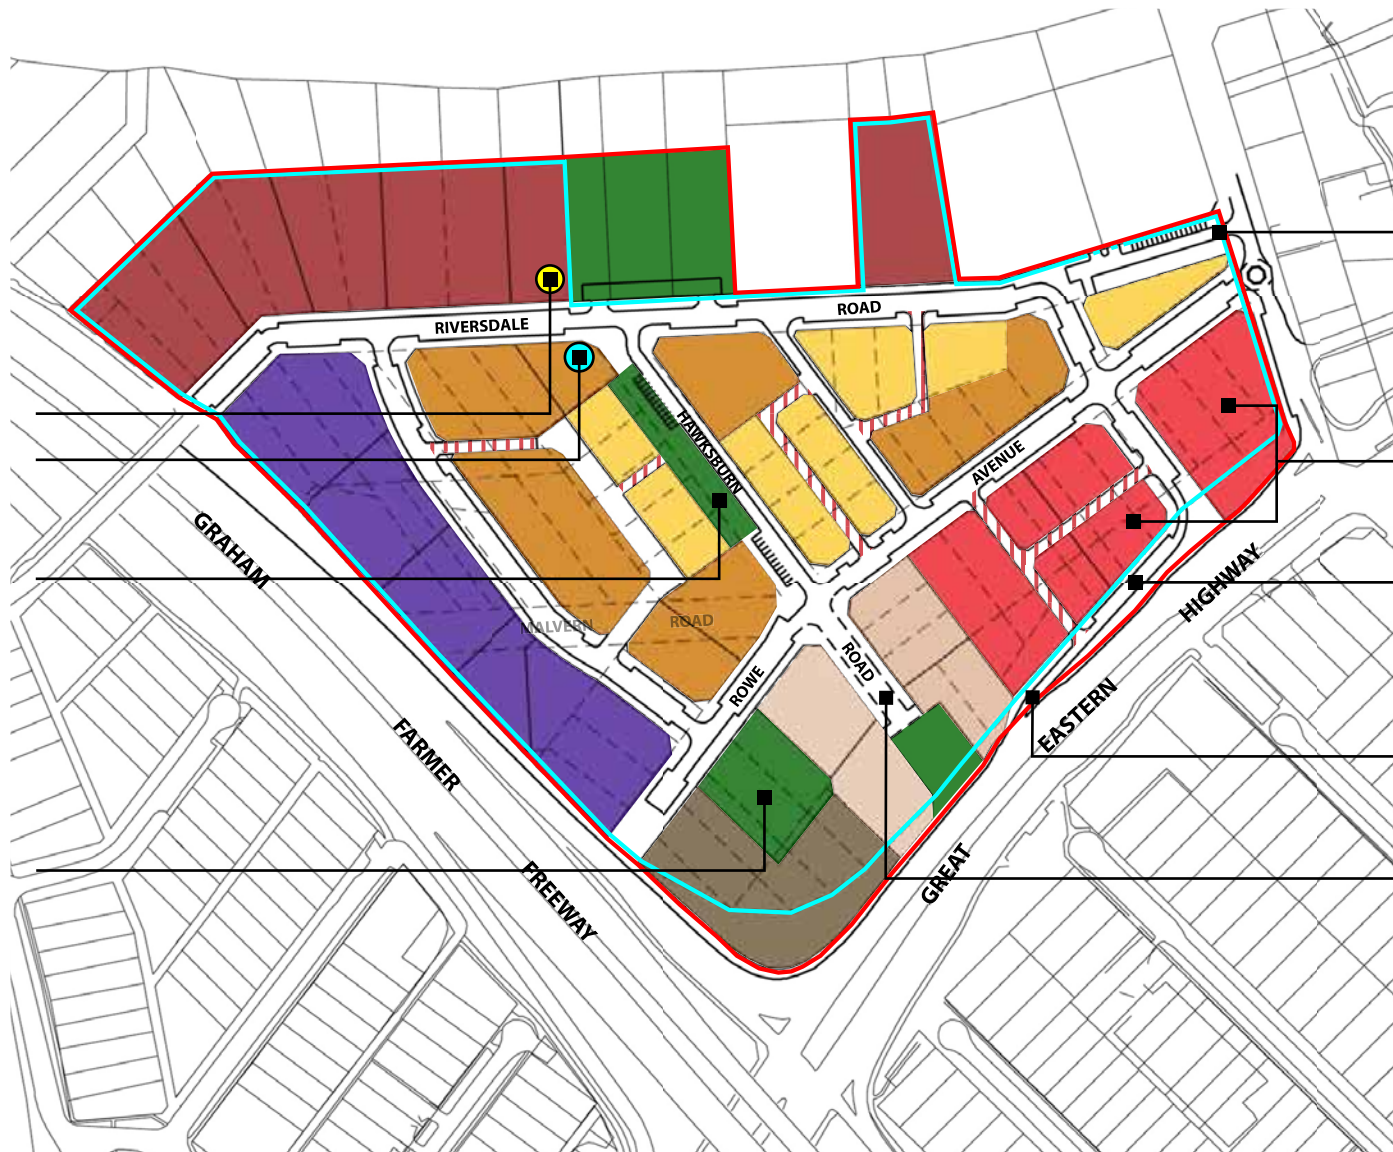 ROAD
RIVERSDALE
HAWKSBURN
AVENUE
GRAHAM
HIGHWAY
MALVERN
ROAD
ROAD
ROWE
EASTERN
FARMER
GREAT
FREEWAY